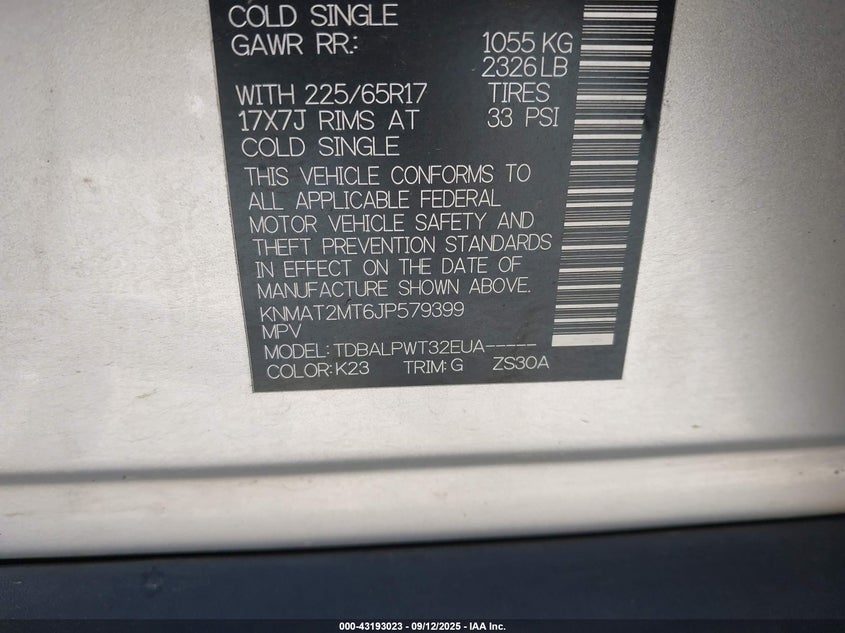 COLD SINGLE
GAWR RR.: 1055 KG
2326 LB
WITH 225/65R17 TIRES
17X7J RIMS AT 33 PSI
COLD SINGLE
THIS VEHICLE CONFORMS TO
ALL APPLICABLE FEDERAL
MOTOR VEHICLE SAFETY AND
THEFT PREVENTION STANDARDS
IN EFFECT ON THE DATE OF
MANUFACTURE SHOWN ABOVE.
KNMAT2MT6JP579399
MPV
MODEL: TDBALPWT32EUA-----
COLOR: K23 TRIM: G ZS30A
000-43193023 - 09/12/2025 - IAA Inc.